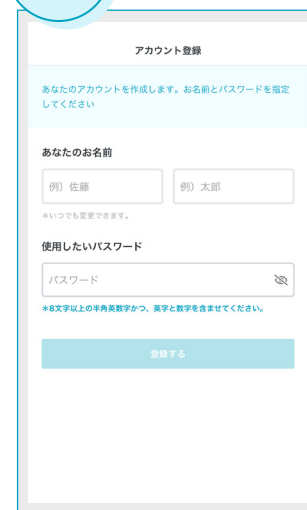 アカウント登録
あなたのアカウントを作成します。お名前とパスワードを指定
してください
あなたのお名前
例）佐藤
例）太郎
*いつでも変更できます。
使用したいパスワード
パスワード
*8文字以上の半角英数字かつ、英字と数字を含ませてください。
登録する